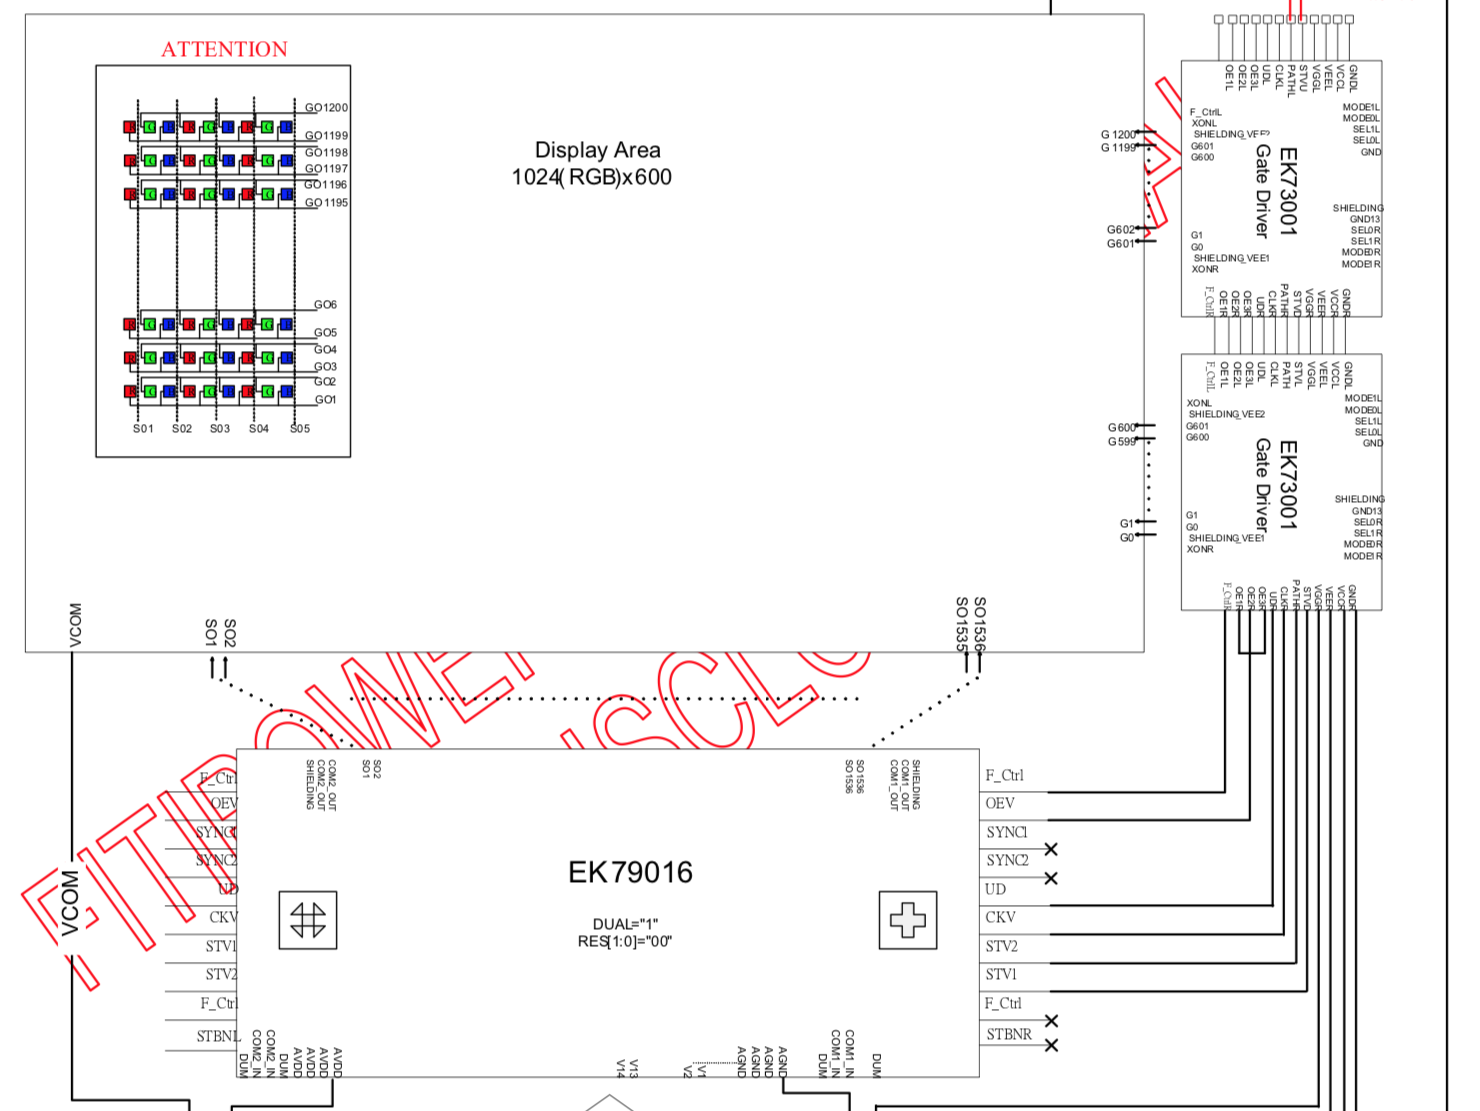 ATTENTION
GO1200
GO1199
GO1198
GO1197
GO1196
GO1195
GO6
GO5
GO4
GO3
GO2
GO1
R G B R G B R G B
R G B R G B R G B
R G B R G B R G B
R G B R G B R G B
R G B R G B R G B
R G B R G B R G B
S01 S02 S03 S04 S05
Display Area
1024(RGB)x600
G1200
G1199
G602
G601
G600
G599
G1
G0
OE1L
OE2L
OE3L
UDL
CLKL
PATHL
STVU
VGGL
VEEL
VCCL
GNDL
F_CtrlL
XONL
G601
G600
MODE1L
MODE0L
SEL1L
SEL0L
GND
EK73001
Gate Driver
SHIELDING
GND13
SEL0R
SEL1R
MODE0R
MODE1R
G1
G0
SHIELDING_VEE1
XONR
F_CtrlR
OE1R
OE2R
OE3R
UDR
CLKR
PATHR
STVD
VGGR
VEER
VCCR
GNDR
F_CtrlL
OE1L
OE2L
OE3L
UDL
CLKL
PATH
STVL
VGGL
VEEL
VCCL
GNDL
XONL
SHIELDING_VEE2
G601
G600
MODE1L
MODE0L
SEL1L
SEL0L
GND
EK73001
Gate Driver
SHIELDING
GND13
SEL0R
SEL1R
MODE0R
MODE1R
G1
G0
SHIELDING_VEE1
XONR
OE1R
OE2R
OE3R
UDR
CLKR
PATHR
STVD
VGGR
VEER
VCCR
GNDR
VCOM
SO1
SO2
SO1535
SO1536
FITIPOWER
VCOM
F_Ctrl
OEV
SYNC1
SYNC2
UD
CKV
STV1
STV2
F_Ctrl
STBNL
SHIELDING
COM2_OUT
COM2_OUT
SO1
SO2
SO1536
SO1536
COM1_OUT
COM1_OUT
SHIELDING
EK79016
DUAL="1"
RES[1:0]="00"
F_Ctrl
OEV
SYNC1
SYNC2
UD
CKV
STV2
STV1
F_Ctrl
STBNR
DUM
COM2_IN
COM2_IN
DUM
AVDD
AVDD
AVDD
AVDD
V14
V13
V2
V1
AGND
AGND
AGND
AGND
DUM
COM1_IN
COM1_IN
DUM